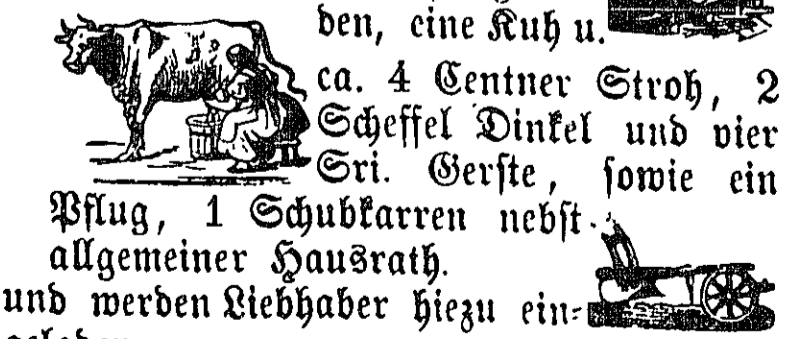 den, eine Kuh u.
ca. 4 Centner Stroh, 2
Scheffel Dinkel und vier
Sri. Gerste, sowie ein
Pflug, 1 Schubkarren nebst
allgemeiner Hausrath.
und werden Liebhaber hiezu ein-